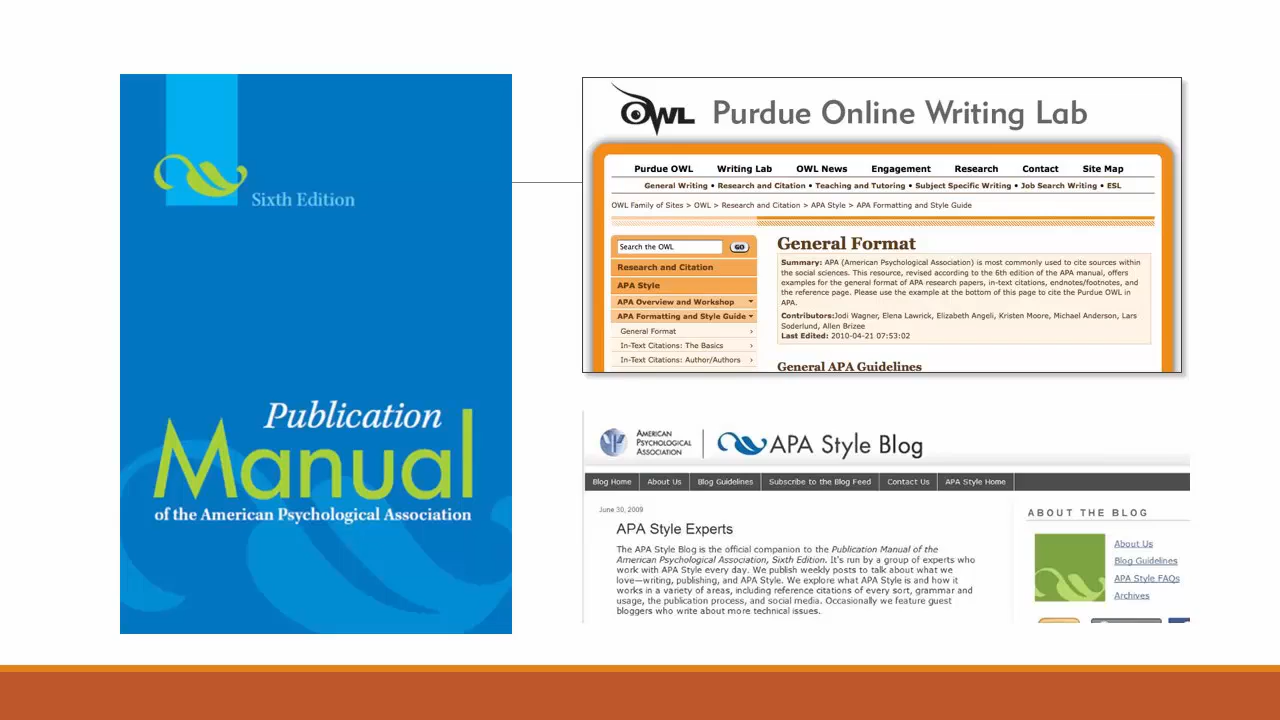 Sixth Edition
Publication
Manual
of the American Psychological Association
OWL Purdue Online Writing Lab
Purdue OWL Writing Lab OWL News Engagement Research Contact Site Map
General Writing • Research and Citation • Teaching and Tutoring • Subject Specific Writing • Job Search Writing • ESL
OWL Family of Sites > OWL > Research and Citation > APA Style > APA Formatting and Style Guide
Search the OWL GO
Research and Citation
APA Style
APA Overview and Workshop
APA Formatting and Style Guide
General Format
In-Text Citations: The Basics
In-Text Citations: Author/Authors
General Format
Summary: APA (American Psychological Association) is most commonly used to cite sources within
the social sciences. This resource, revised according to the 6th edition of the APA manual, offers
examples for the general format of APA research papers, in-text citations, endnotes/footnotes, and
the reference page. Please use the example at the bottom of this page to cite the Purdue OWL in
APA.
Contributors:Jodi Wagner, Elena Lawrick, Elizabeth Angeli, Kristen Moore, Michael Anderson, Lars
Soderlund, Allen Brizee
Last Edited: 2010-04-21 07:53:02
General APA Guidelines
AMERICAN
PSYCHOLOGICAL
ASSOCIATION
APA Style Blog
Blog Home About Us Blog Guidelines Subscribe to the Blog Feed Contact Us APA Style Home
June 30, 2009
APA Style Experts
The APA Style Blog is the official companion to the Publication Manual of the
American Psychological Association, Sixth Edition. It's run by a group of experts who
work with APA Style every day. We publish weekly posts to talk about what we
love—writing, publishing, and APA Style. We explore what APA Style is and how it
works in a variety of areas, including reference citations of every sort, grammar and
usage, the publication process, and social media. Occasionally we feature guest
bloggers who write about more technical issues.
ABOUT THE BLOG
About Us
Blog Guidelines
APA Style FAQs
Archives